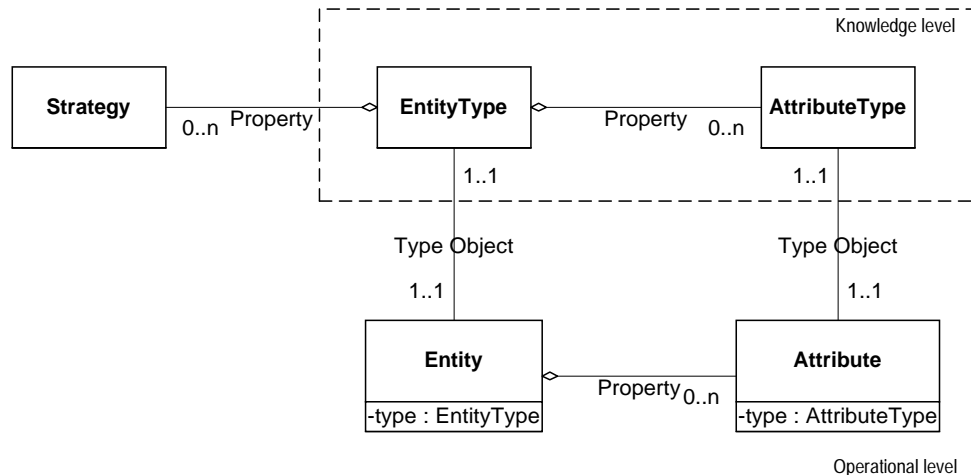 Knowledge level
Strategy
EntityType
AttributeType
0..n
Property
Property
0..n
1..1
1..1
Type Object
Type Object
1..1
1..1
Entity
Attribute
Property
0..n
-type : EntityType
-type : AttributeType
Operational level